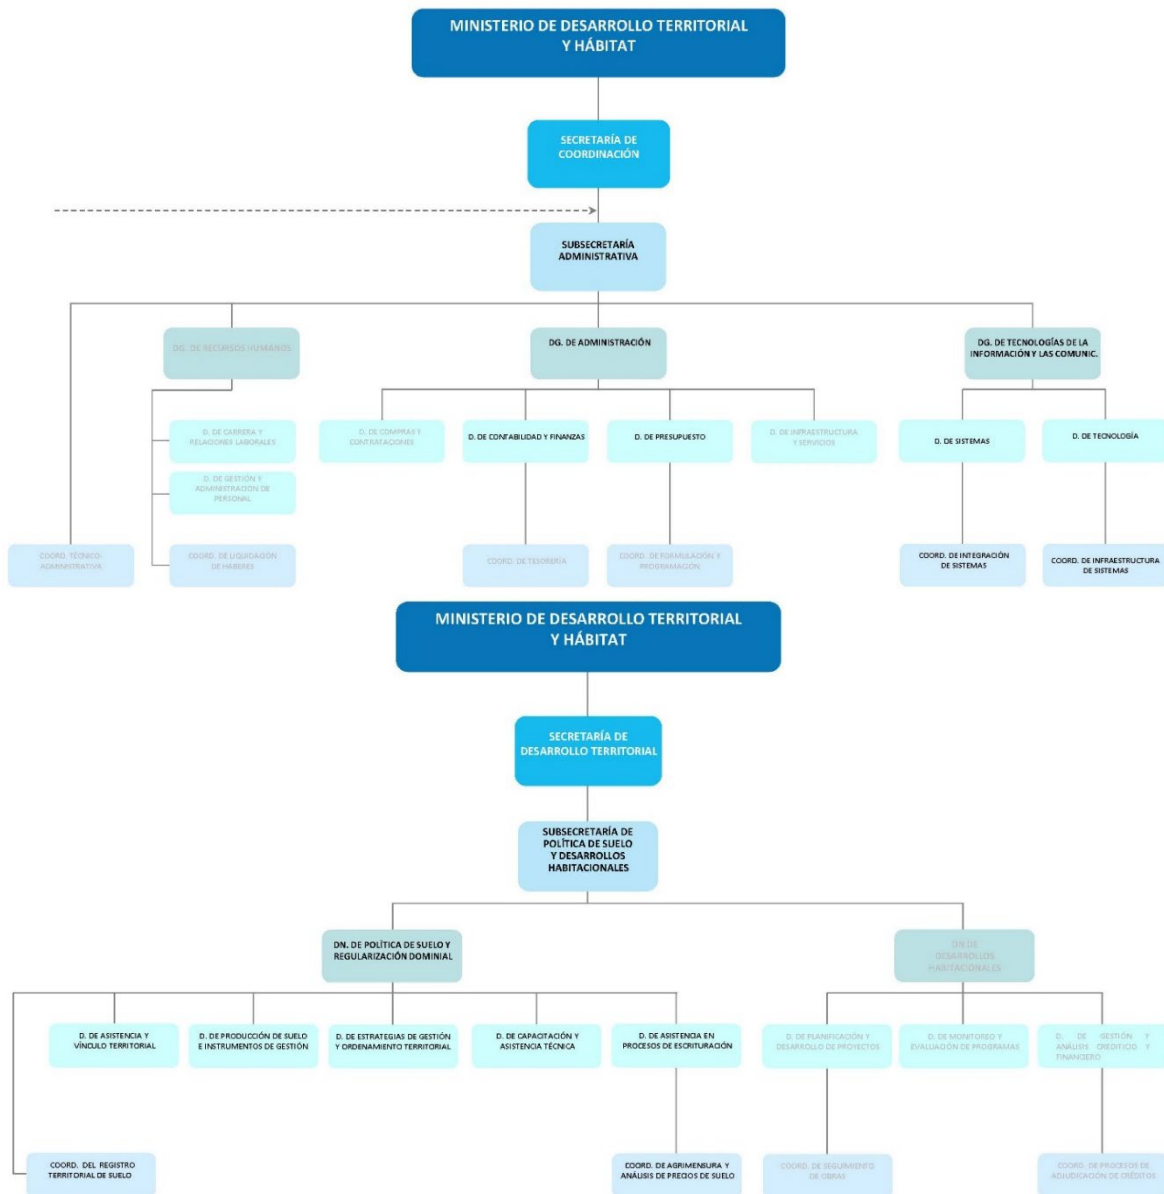 MINISTERIO DE DESARROLLO TERRITORIAL
Y HÁBITAT
SECRETARÍA DE
COORDINACIÓN
SUBSECRETARÍA
ADMINISTRATIVA
DG. DE RECURSOS HUMANOS
DG. DE ADMINISTRACIÓN
DG. DE TECNOLOGÍAS DE LA
INFORMACIÓN Y LAS COMUNIC.
D. DE CARRERA Y
RELACIONES LABORALES
D. DE COMPRAS Y
CONTRATACIONES
D. DE CONTABILIDAD Y FINANZAS
D. DE PRESUPUESTO
D. DE INFRAESTRUCTURA
Y SERVICIOS
D. DE SISTEMAS
D. DE TECNOLOGÍA
D. DE GESTIÓN Y
ADMINISTRACION DE
PERSONAL
COORD. TÉCNICO-
ADMINISTRATIVA
COORD. DE LIQUIDACIÓN
DE HABERES
COORD. DE TESORERÍA
COORD. DE FORMULACIÓN Y
PROGRAMACIÓN
COORD. DE INTEGRACIÓN
DE SISTEMAS
COORD. DE INFRAESTRUCTURA
DE SISTEMAS
MINISTERIO DE DESARROLLO TERRITORIAL
Y HÁBITAT
SECRETARÍA DE
DESARROLLO TERRITORIAL
SUBSECRETARÍA DE
POLÍTICA DE SUELO
Y DESARROLLOS
HABITACIONALES
DN. DE POLÍTICA DE SUELO Y
REGULARIZACIÓN DOMINIAL
DN DE
DESARROLLOS
HABITACIONALES
D. DE ASISTENCIA Y
VÍNCULO TERRITORIAL
D. DE PRODUCCIÓN DE SUELO
E INSTRUMENTOS DE GESTIÓN
D. DE ESTRATEGIAS DE GESTIÓN
Y ORDENAMIENTO TERRITORIAL
D. DE CAPACITACIÓN Y
ASISTENCIA TÉCNICA
D. DE ASISTENCIA EN
PROCESOS DE ESCRITURACIÓN
D. DE PLANIFICACIÓN Y
DESARROLLO DE PROYECTOS
D. DE MONITOREO Y
EVALUACIÓN DE PROGRAMAS
D. DE GESTIÓN Y
ANÁLISIS CREDITICIO Y
FINANCIERO
COORD. DEL REGISTRO
TERRITORIAL DE SUELO
COORD. DE AGRIMENSURA Y
ANÁLISIS DE PRECIOS DE SUELO
COORD. DE SEGUIMIENTO
DE OBRAS
COORD. DE PROCESOS DE
ADJUDICACIÓN DE CRÉDITOS